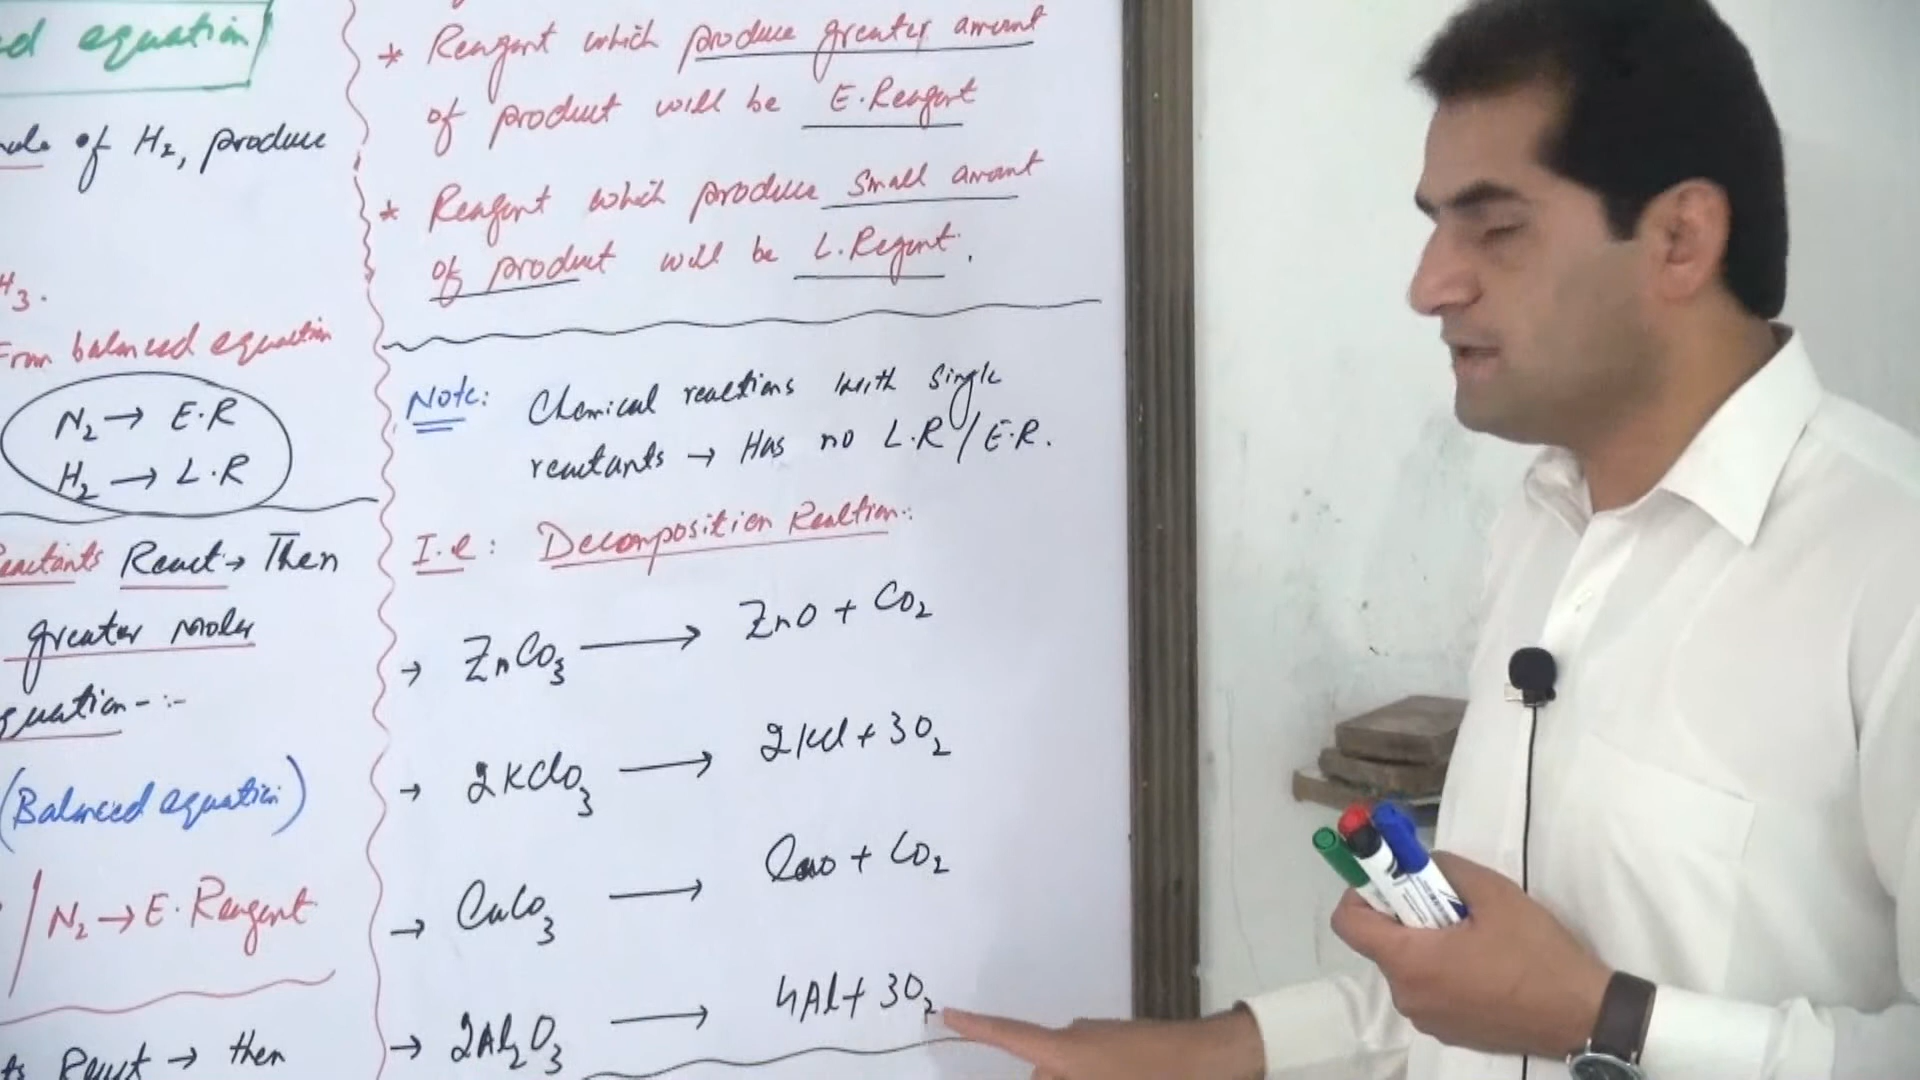 ed equation
of H₂, produce
H₃.
From balanced equation
N₂ → E.R
H₂ → L.R
Reactants React → Then
greater moles
equation-:-
(Balanced equation)
/ N₂ → E. Reagent
React → then
* Reagent which produce greater amount
of product will be E.Reagent
* Reagent which produce small amount
of product will be L.Regent.
Note: Chemical reactions with single
reactants → Has no L.R / E.R.
I.e: Decomposition Reaction:
→ ZnCO₃ ⟶ ZnO + CO₂
→ 2KClO₃ ⟶ 2KCl + 3O₂
→ CaCO₃ ⟶ CaO + CO₂
→ 2Al₂O₃ ⟶ 4Al + 3O₂